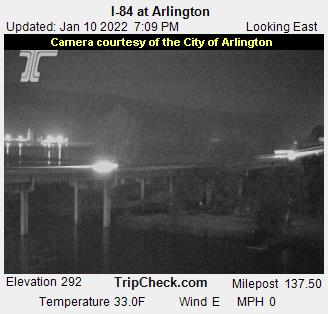 I-84 at Arlington
Updated: Jan 10 2022 7:09 PM Looking East
Camera courtesy of the City of Arlington
Elevation 292 TripCheck.com Milepost 137.50
Temperature 33.0F Wind E MPH 0